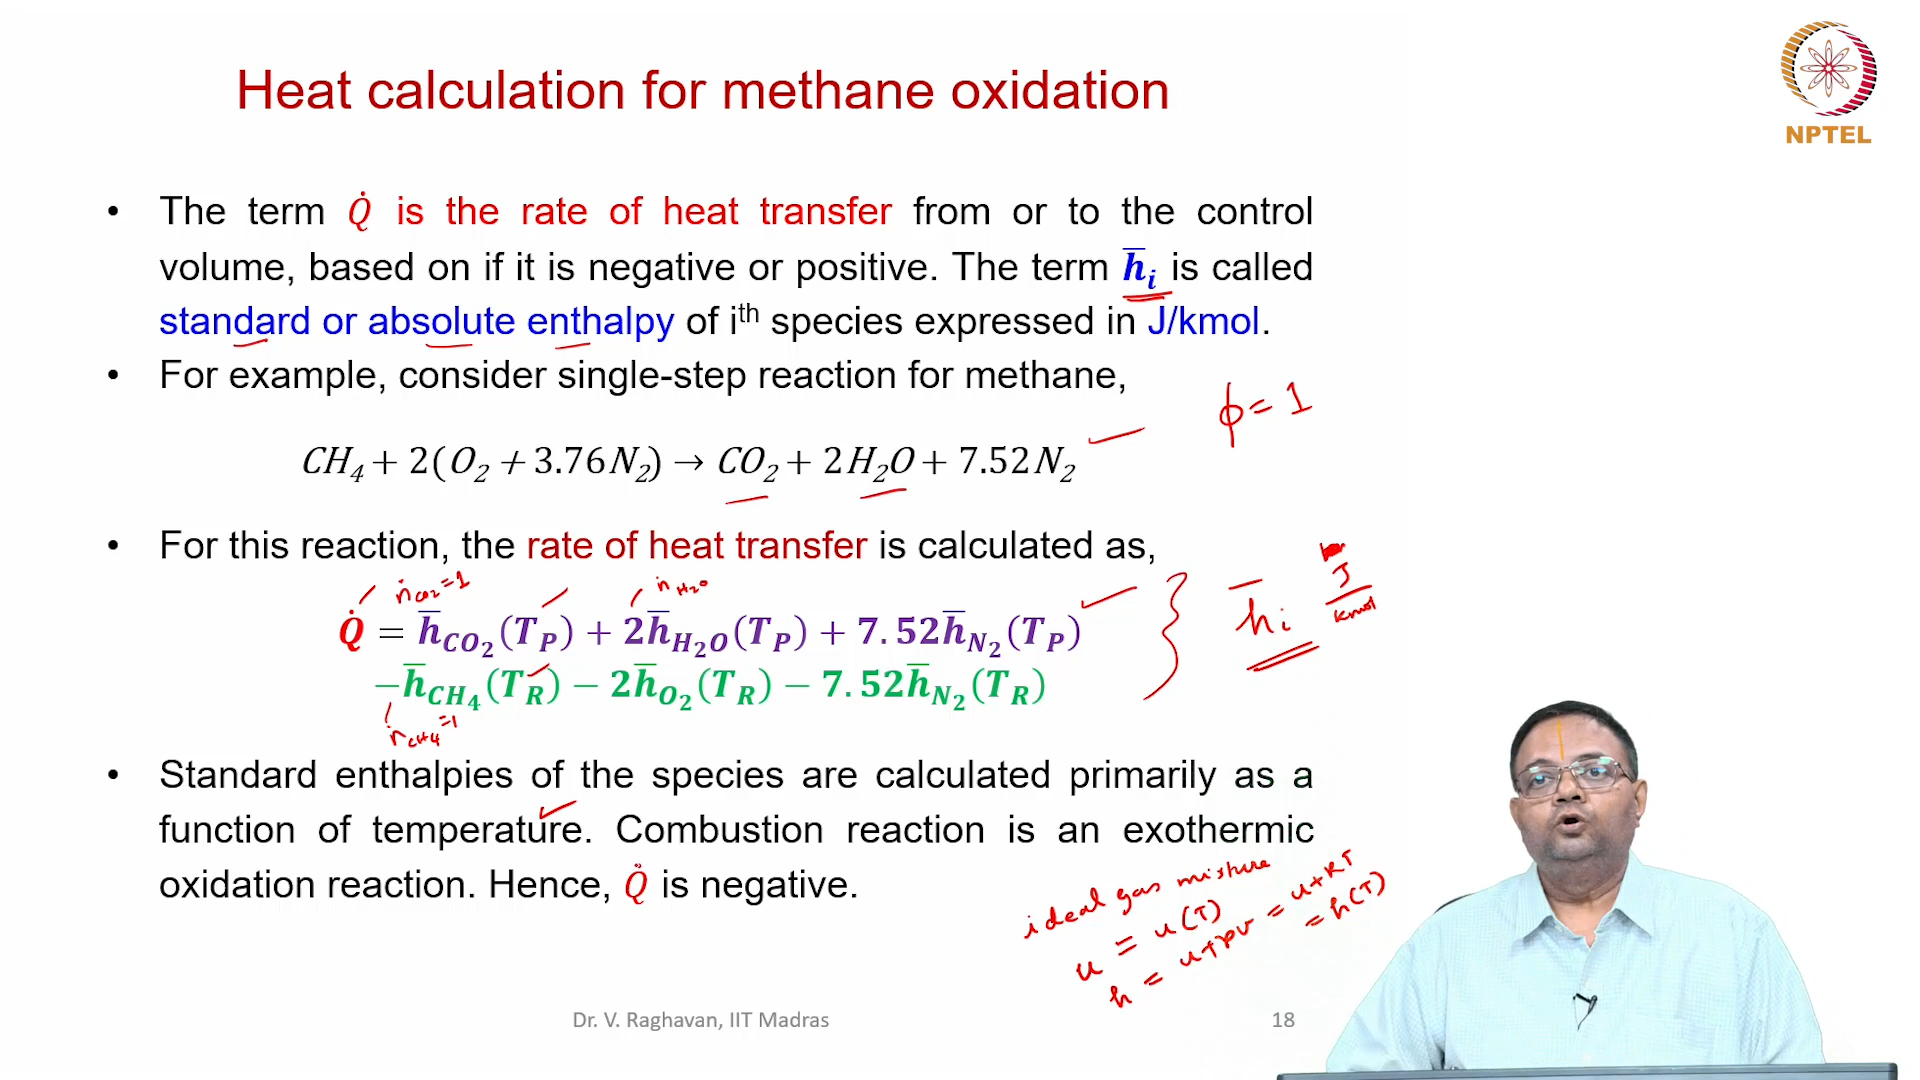 Heat calculation for methane oxidation
NPTEL
• The term Q̇ is the rate of heat transfer from or to the control
volume, based on if it is negative or positive. The term h̅ᵢ is called
standard or absolute enthalpy of iᵗʰ species expressed in J/kmol.
• For example, consider single-step reaction for methane,
ϕ = 1
CH₄ + 2(O₂ + 3.76N₂) → CO₂ + 2H₂O + 7.52N₂
• For this reaction, the rate of heat transfer is calculated as,
ṅCO₂ = 1 ṅH₂O
Q̇ = h̅CO₂(TP) + 2h̅H₂O(TP) + 7.52h̅N₂(TP)
−h̅CH₄(TR) − 2h̅O₂(TR) − 7.52h̅N₂(TR)
ṅCH₄ = 1
h̅i J/kmol
• Standard enthalpies of the species are calculated primarily as a
function of temperature. Combustion reaction is an exothermic
oxidation reaction. Hence, Q̇ is negative.
ideal gas mixture
u = u(T)
h = u+pv = u+RT
= h(T)
Dr. V. Raghavan, IIT Madras
18